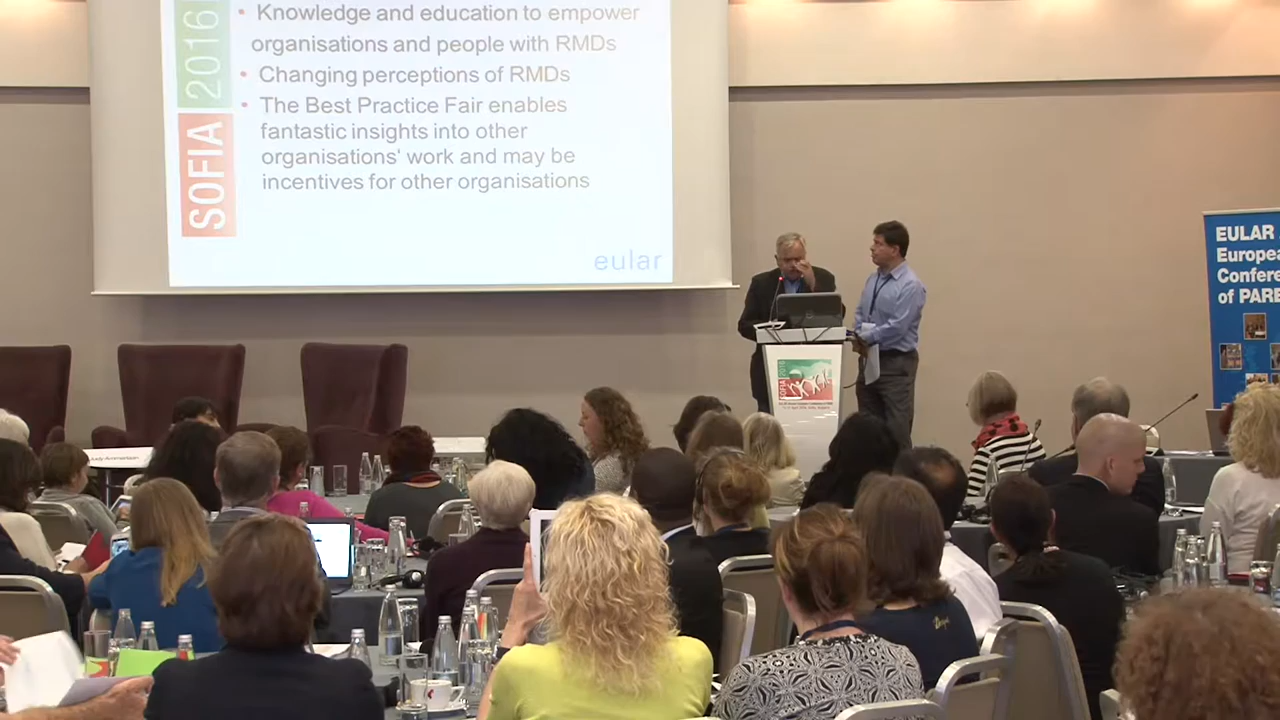 • Knowledge and education to empower
organisations and people with RMDs
• Changing perceptions of RMDs
• The Best Practice Fair enables
fantastic insights into other
organisations' work and may be
incentives for other organisations
SOFIA 2016
eular
EULAR
Europea
Confere
of PARE
SOFIA 2016